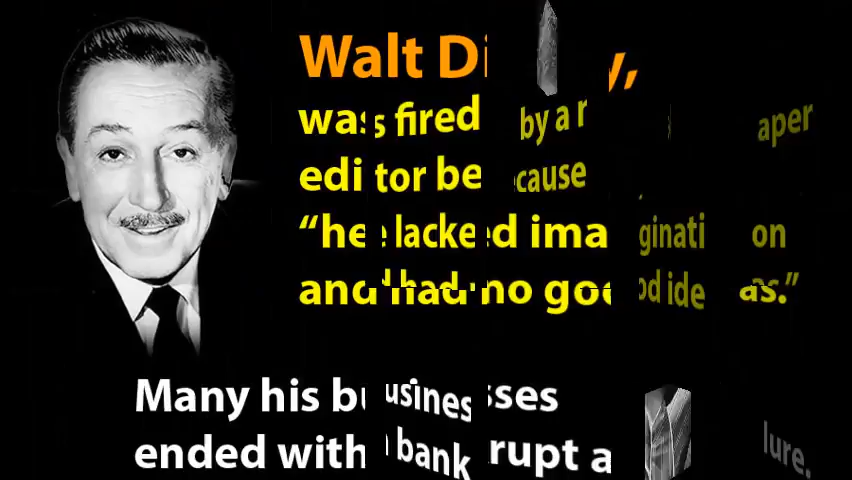 Walt
was fired by a
editor because
“he lacked imagination
and had no good ideas.”
Many his businesses
ended with bankrupt